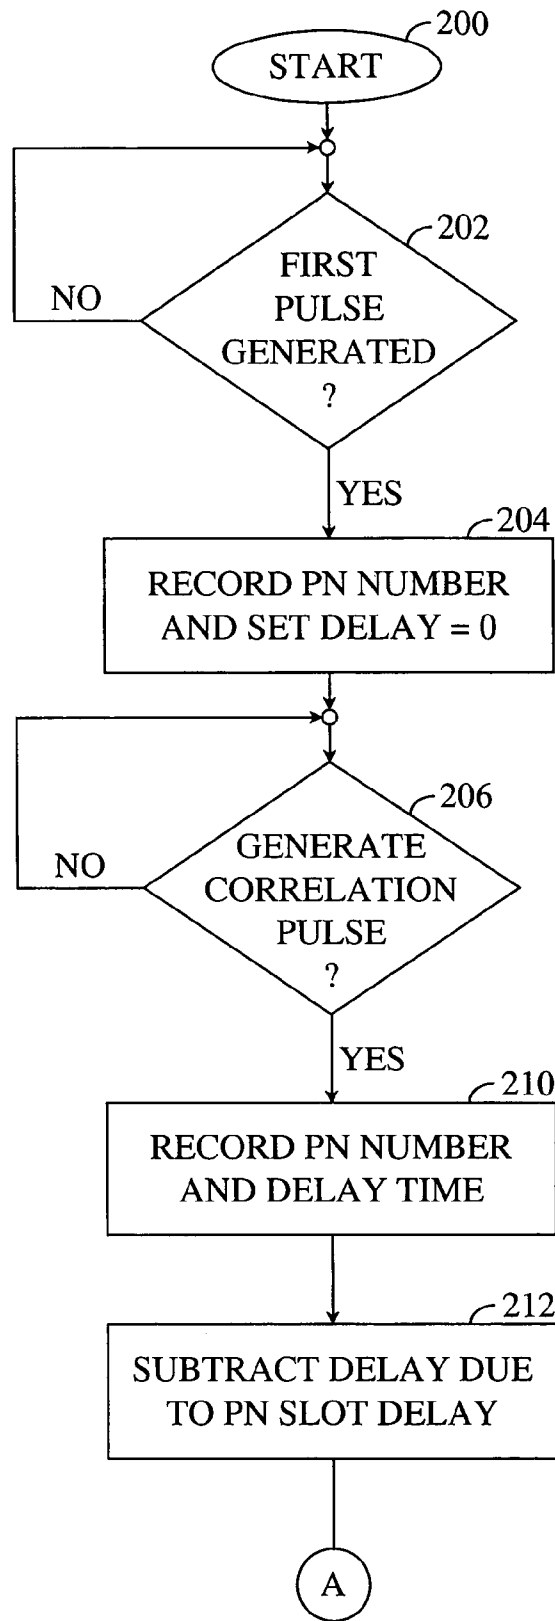 200
START
202
FIRST
PULSE
GENERATED
?
NO
YES
204
RECORD PN NUMBER
AND SET DELAY = 0
206
GENERATE
CORRELATION
PULSE
?
NO
YES
210
RECORD PN NUMBER
AND DELAY TIME
212
SUBTRACT DELAY DUE
TO PN SLOT DELAY
A